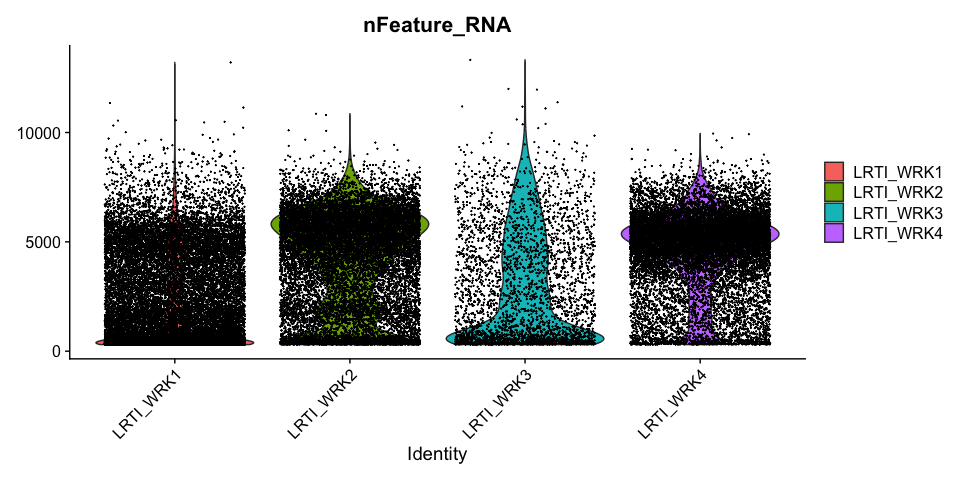 nFeature_RNA
10000
5000
0
LRTI_WRK1
LRTI_WRK2
LRTI_WRK3
LRTI_WRK4
Identity
LRTI_WRK1
LRTI_WRK2
LRTI_WRK3
LRTI_WRK4